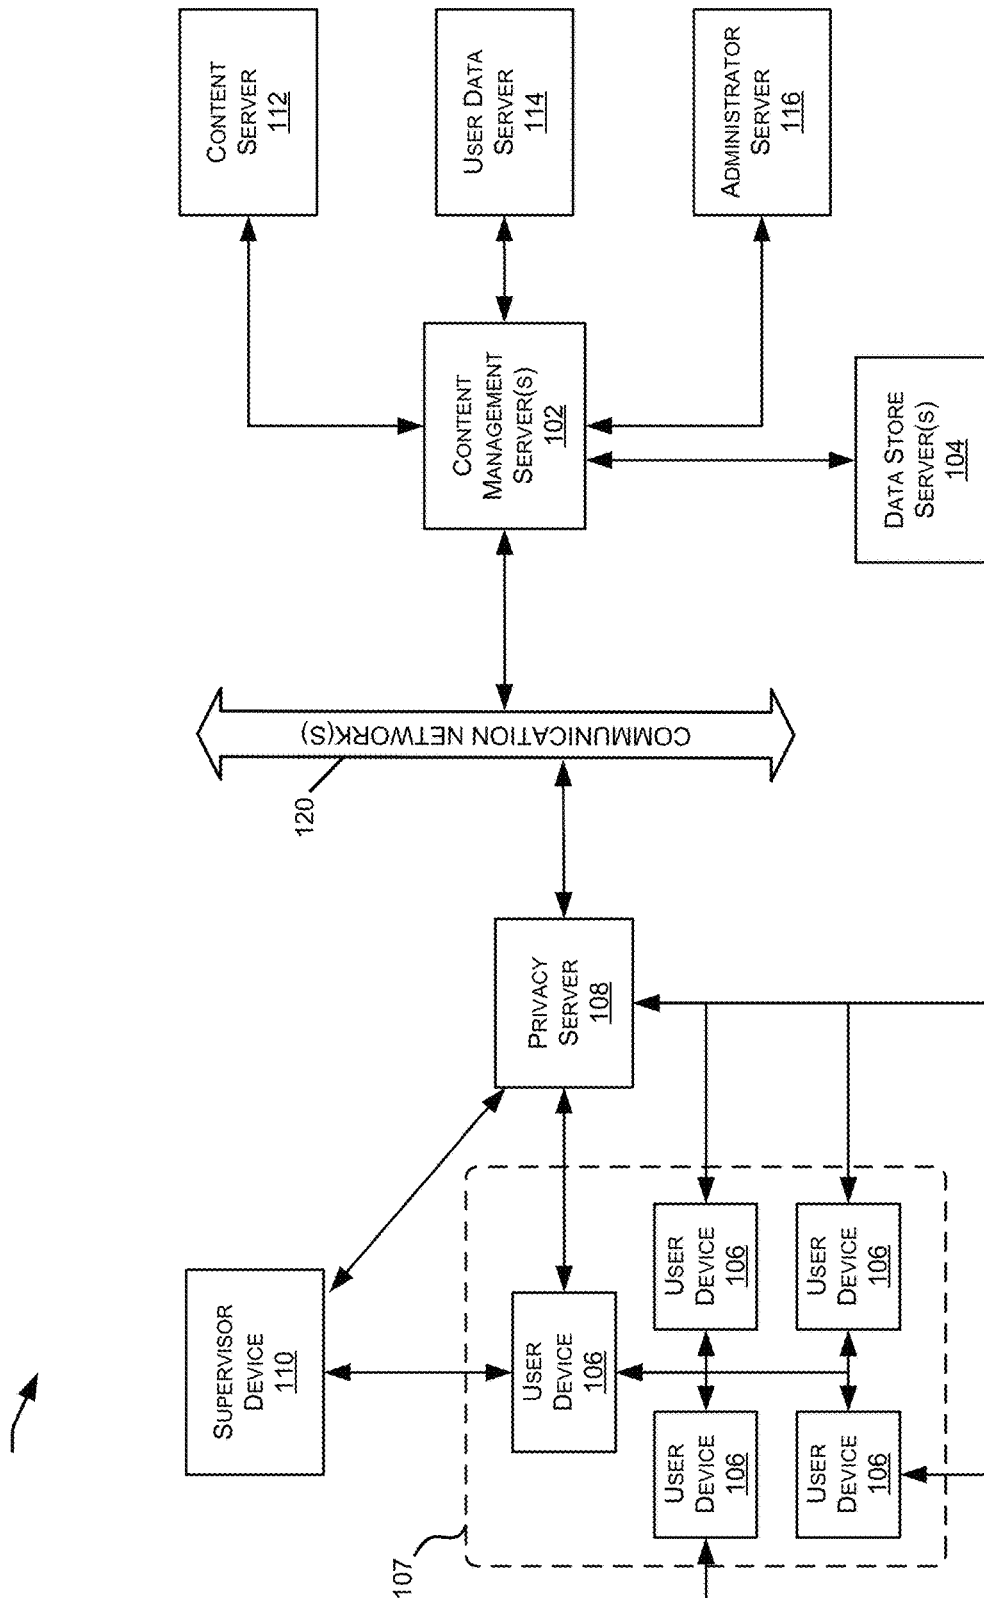 CONTENT
SERVER
112
USER DATA
SERVER
114
ADMINISTRATOR
SERVER
116
CONTENT
MANAGEMENT
SERVER(S)
102
DATA STORE
SERVER(S)
104
COMMUNICATION NETWORK(S)
120
PRIVACY
SERVER
108
SUPERVISOR
DEVICE
110
USER
DEVICE
106
USER
DEVICE
106
USER
DEVICE
106
USER
DEVICE
106
USER
DEVICE
106
107